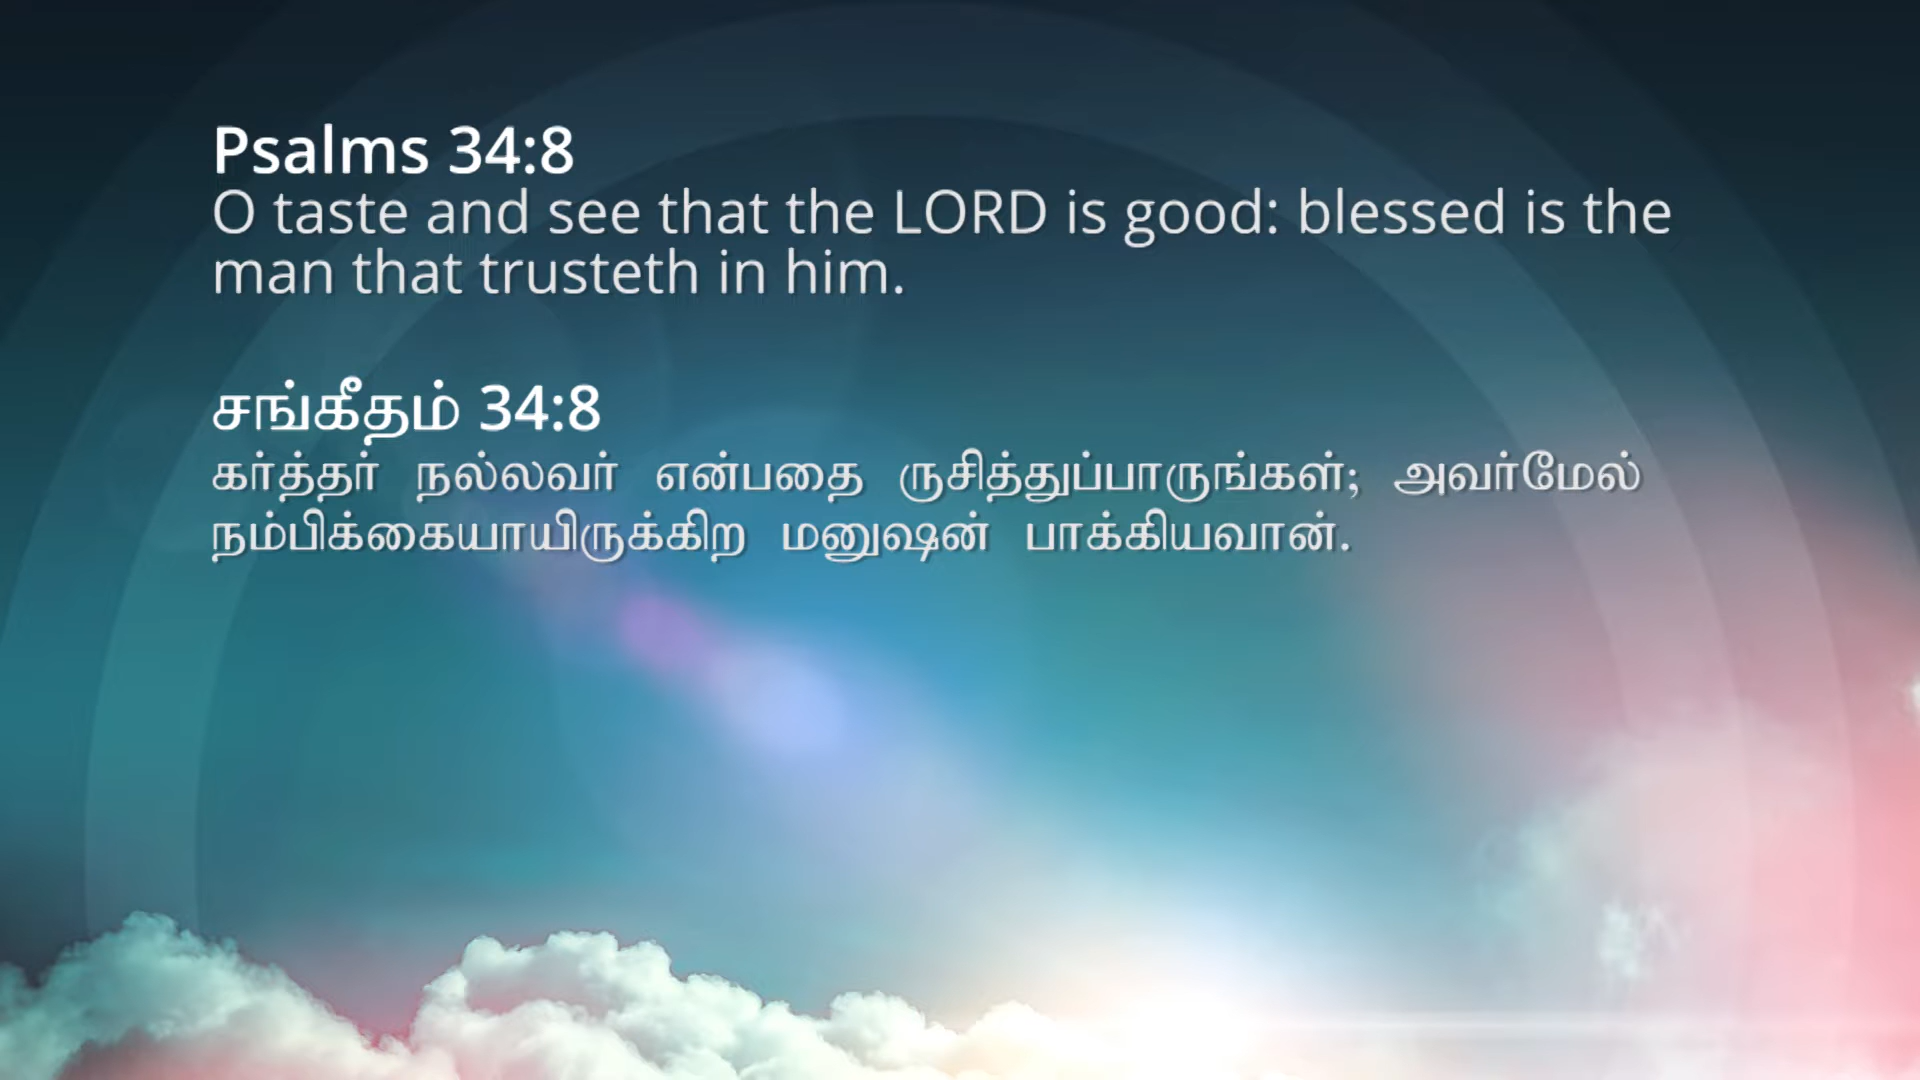 Psalms 34:8
O taste and see that the LORD is good: blessed is the
man that trusteth in him.
சங்கீதம் 34:8
கர்த்தர் நல்லவர் என்பதை ருசித்துப்பாருங்கள்; அவர்மேல்
நம்பிக்கையாயிருக்கிற மனுஷன் பாக்கியவான்.